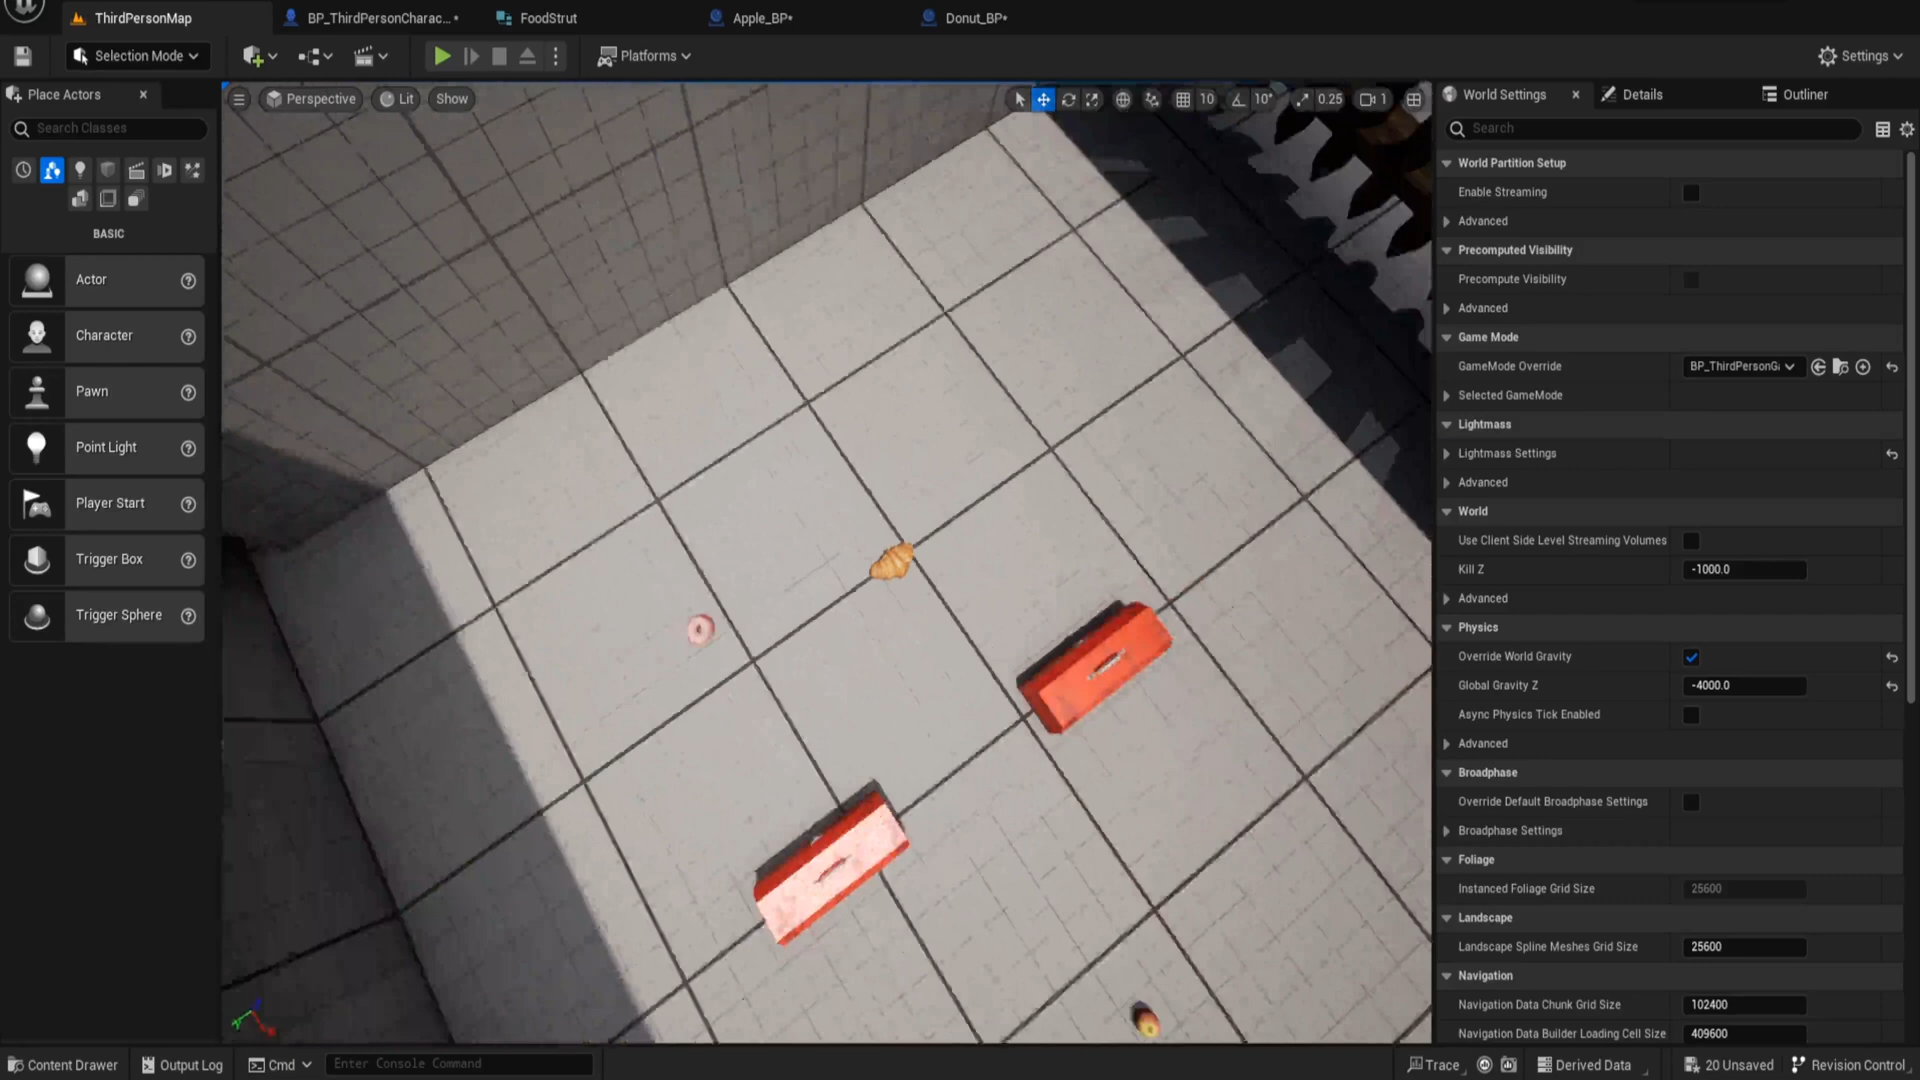 ThirdPersonMap
BP_ThirdPersonCharac...*
FoodStrut
Apple_BP*
Donut_BP*
Selection Mode
Platforms
Settings
Place Actors
Perspective
Lit
Show
10
10°
0.25
1
World Settings
Details
Outliner
Search Classes
Search
BASIC
Actor
Character
Pawn
Point Light
Player Start
Trigger Box
Trigger Sphere
World Partition Setup
Enable Streaming
Advanced
Precomputed Visibility
Precompute Visibility
Advanced
Game Mode
GameMode Override
BP_ThirdPersonGa
Selected GameMode
Lightmass
Lightmass Settings
Advanced
World
Use Client Side Level Streaming Volumes
Kill Z
-1000.0
Advanced
Physics
Override World Gravity
Global Gravity Z
-4000.0
Async Physics Tick Enabled
Advanced
Broadphase
Override Default Broadphase Settings
Broadphase Settings
Foliage
Instanced Foliage Grid Size
25600
Landscape
Landscape Spline Meshes Grid Size
25600
Navigation
Navigation Data Chunk Grid Size
102400
Navigation Data Builder Loading Cell Size
409600
Content Drawer
Output Log
Cmd
Enter Console Command
Trace
Derived Data
20 Unsaved
Revision Control